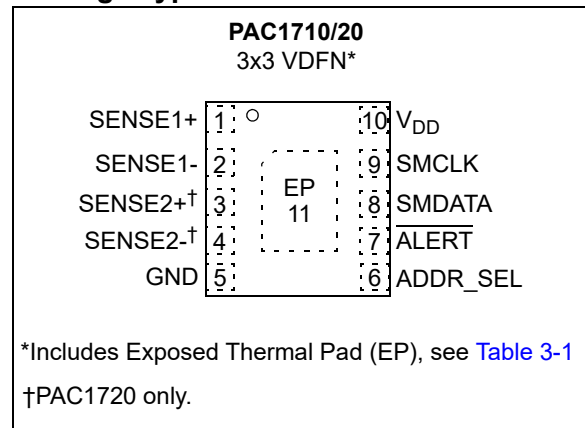 PAC1710/20
3x3 VDFN*
SENSE1+ 1 10 VDD
SENSE1- 2 9 SMCLK
EP
SENSE2+† 3 8 SMDATA
11
SENSE2-† 4 7 ALERT
GND 5 6 ADDR_SEL
*Includes Exposed Thermal Pad (EP), see Table 3-1
†PAC1720 only.